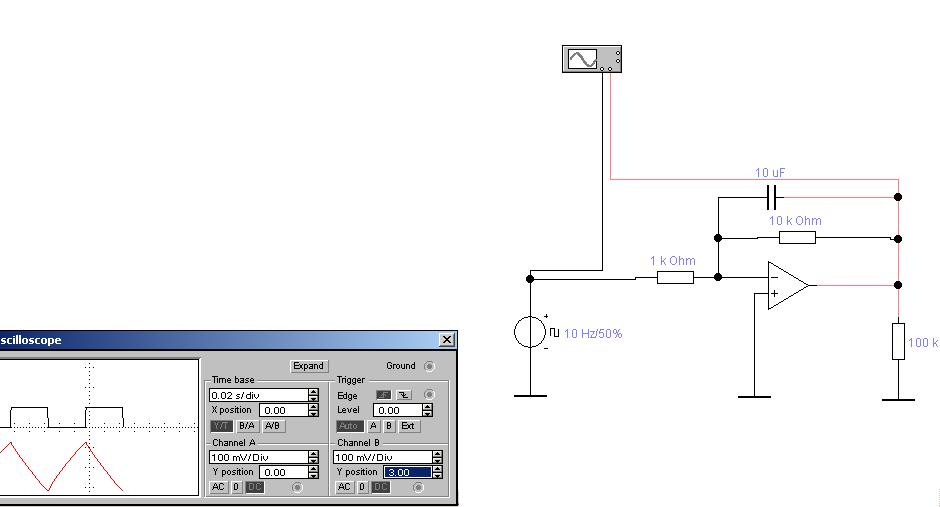 10 uF
10 k Ohm
1 k Ohm
−
+
+
10 Hz/50%
-
100 k
scilloscope
Expand
Ground
Time base
Trigger
0.02 s/div
Edge
X position 0.00
Level 0.00
Y/T B/A A/B
Auto A B Ext
Channel A
Channel B
100 mV/Div
100 mV/Div
Y position 0.00
Y position 3.00
AC 0 DC
AC 0 DC